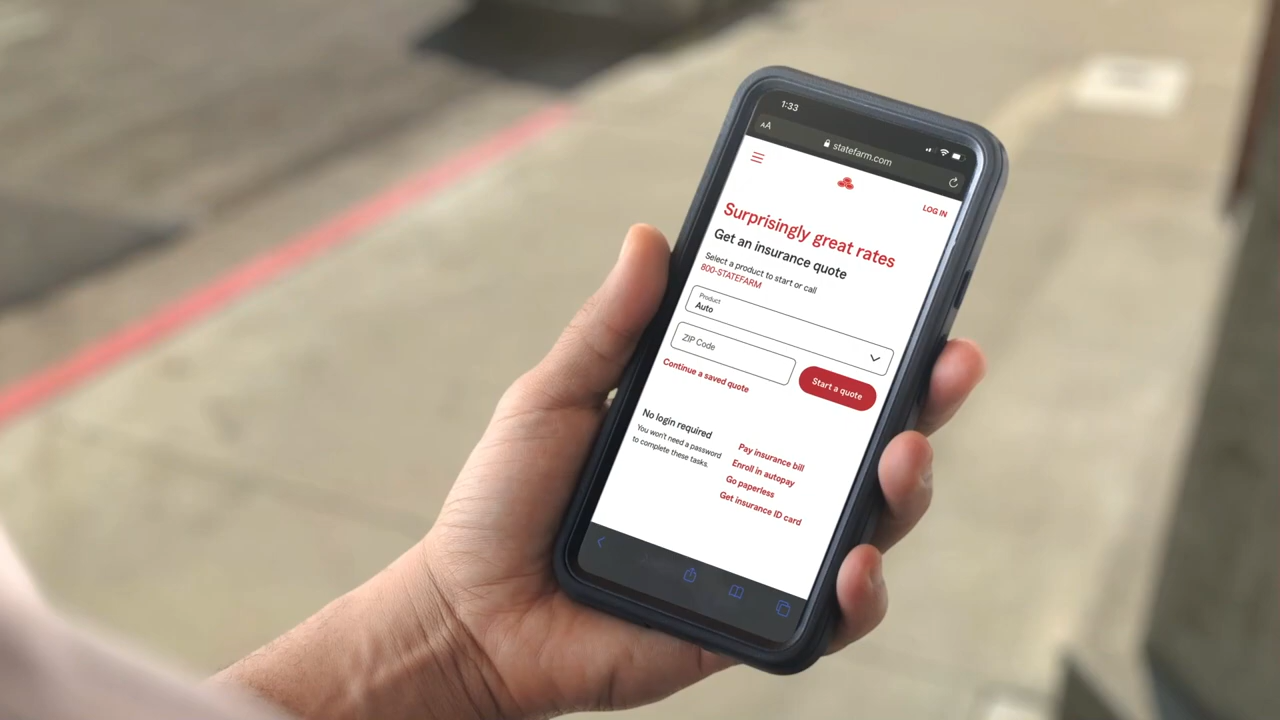 1:33
AA
statefarm.com
LOG IN
Surprisingly great rates
Get an insurance quote
Select a product to start or call
800-STATEFARM
Product
Auto
ZIP Code
Start a quote
Continue a saved quote
No login required
You won't need a password
to complete these tasks.
Pay insurance bill
Enroll in autopay
Go paperless
Get insurance ID card